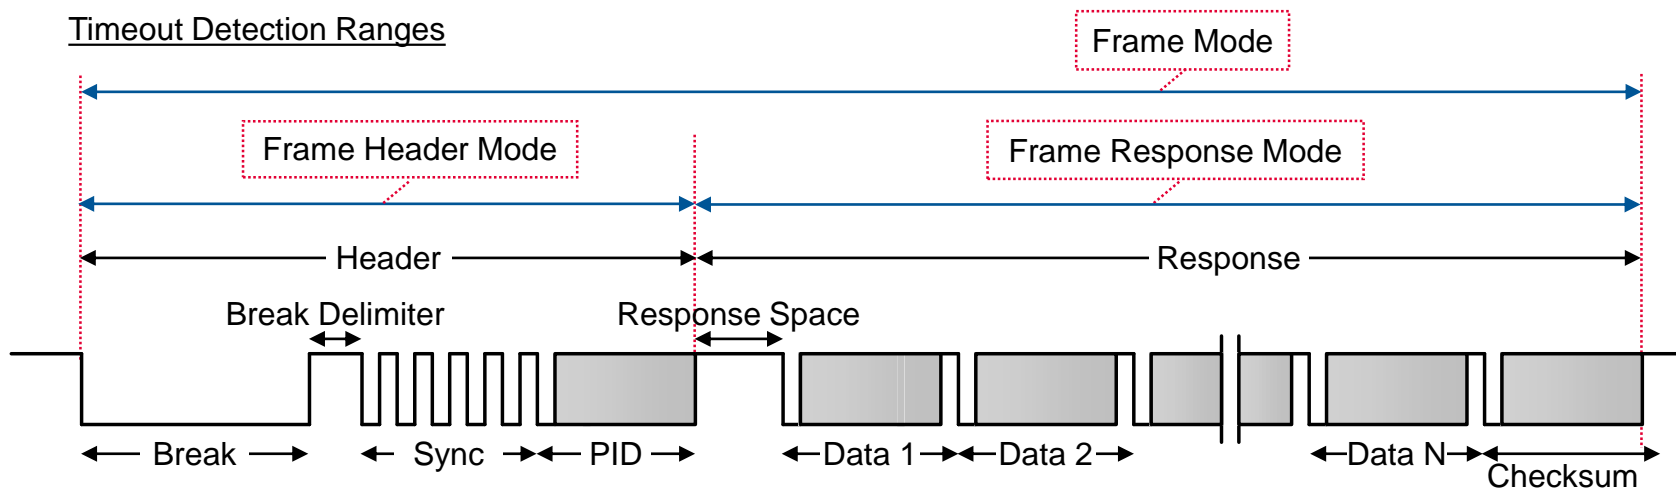 Timeout Detection Ranges
Frame Mode
Frame Header Mode
Frame Response Mode
Header
Response
Break Delimiter
Response Space
Break
Sync
PID
Data 1
Data 2
Data N
Checksum